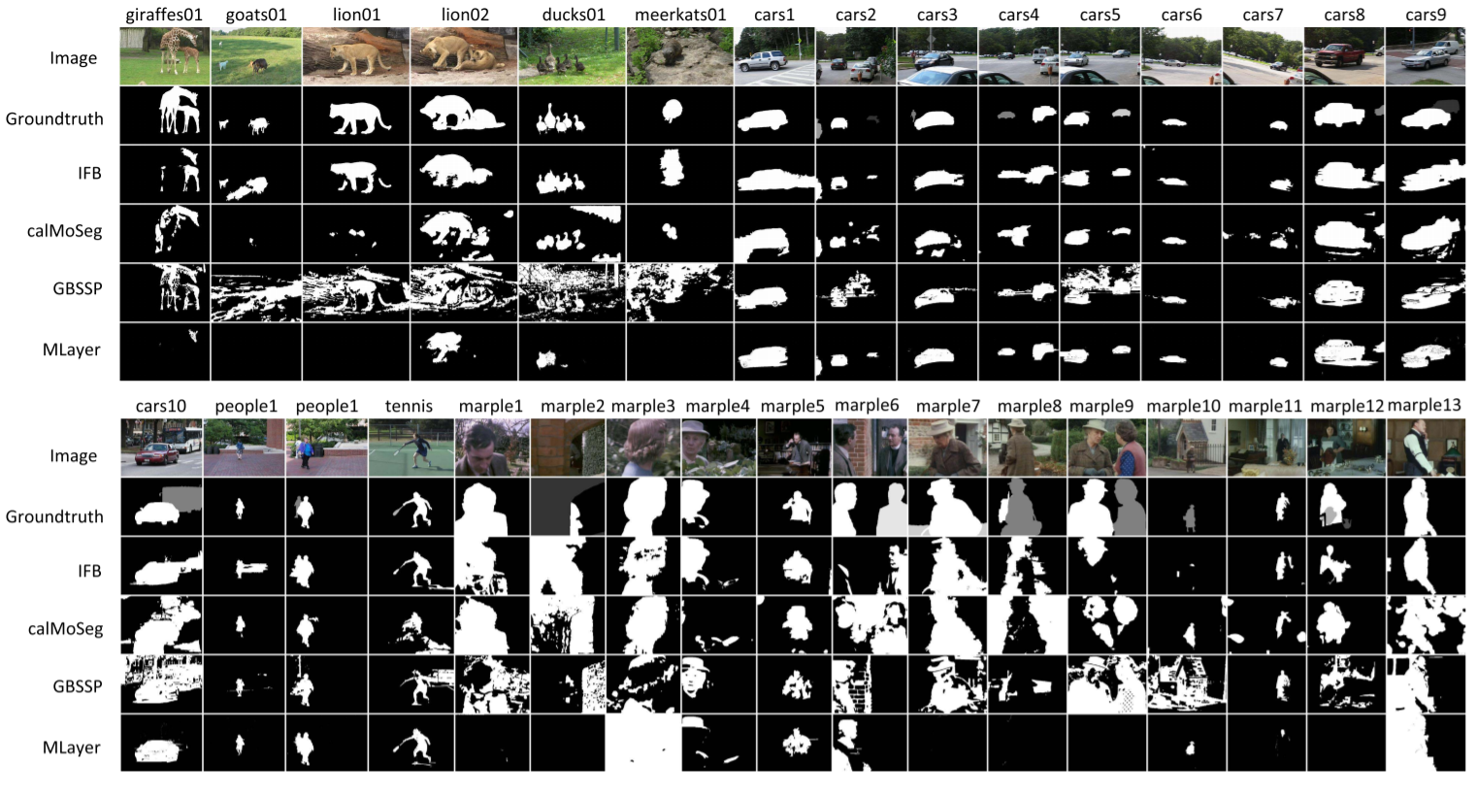 giraffes01 goats01 lion01 lion02 ducks01 meerkats01 cars1 cars2 cars3 cars4 cars5 cars6 cars7 cars8 cars9
Image
Groundtruth
IFB
calMoSeg
GBSSP
MLayer
cars10 people1 people1 tennis marple1 marple2 marple3 marple4 marple5 marple6 marple7 marple8 marple9 marple10 marple11 marple12 marple13
Image
Groundtruth
IFB
calMoSeg
GBSSP
MLayer